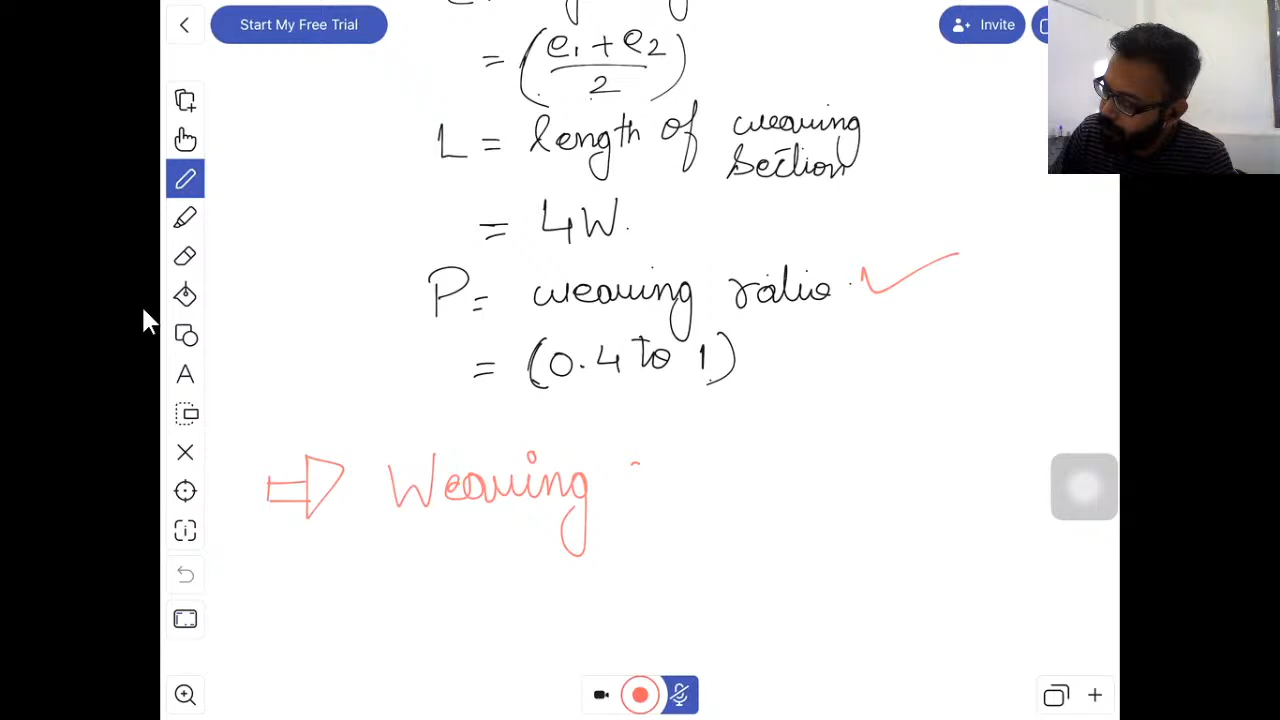 Start My Free Trial
Invite
= (e₁ + e₂ / 2)
L = length of weaving
section
= 4W.
P = weaving ratio.
= (0.4 to 1)
⇒ Weaving
A